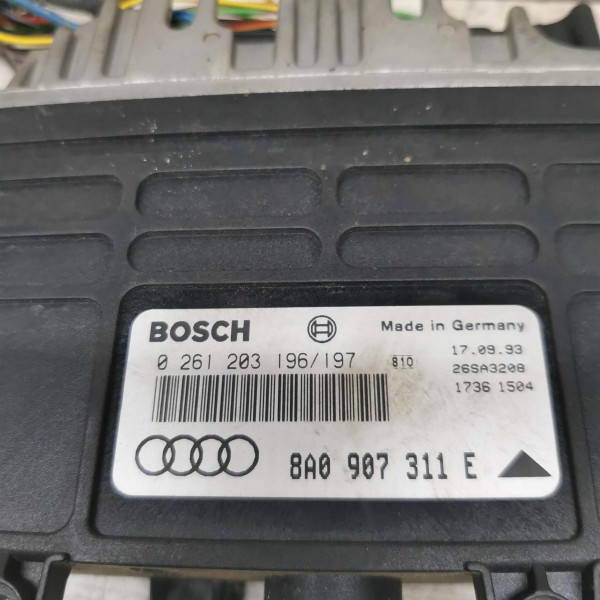 BOSCH Made in Germany
0 261 203 196/197 810 17.09.93
26SA3208
1736 1504
8A0 907 311 E